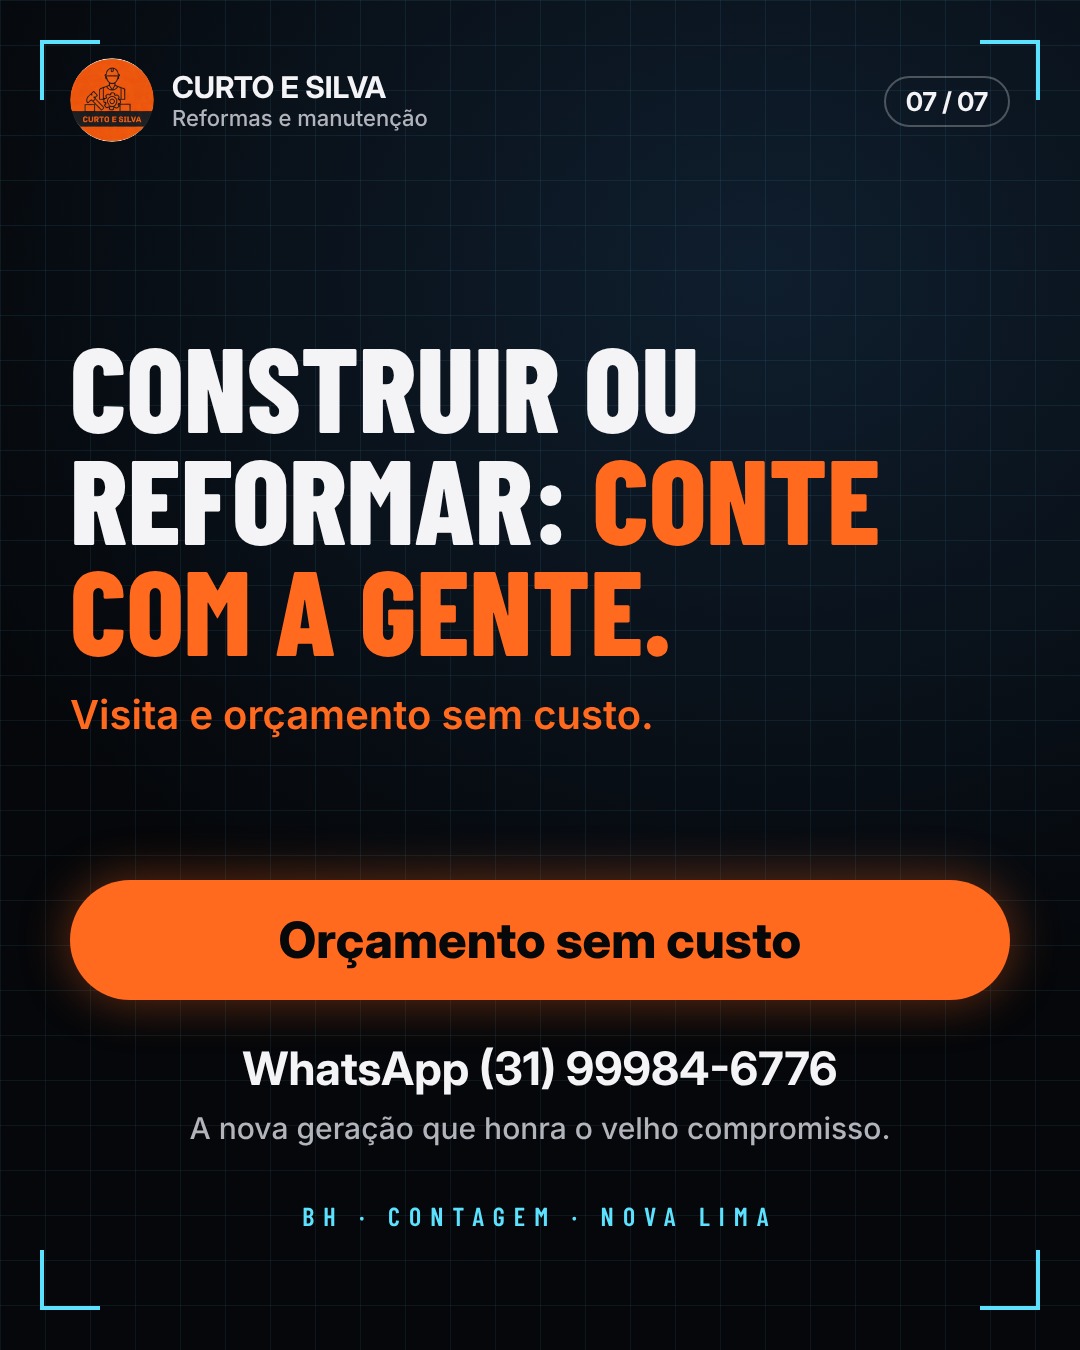 CURTO E SILVA
CURTO E SILVA
Reformas e manutenção
07 / 07
CONSTRUIR OU
REFORMAR: CONTE
COM A GENTE.
Visita e orçamento sem custo.
Orçamento sem custo
WhatsApp (31) 99984-6776
A nova geração que honra o velho compromisso.
BH · CONTAGEM · NOVA LIMA